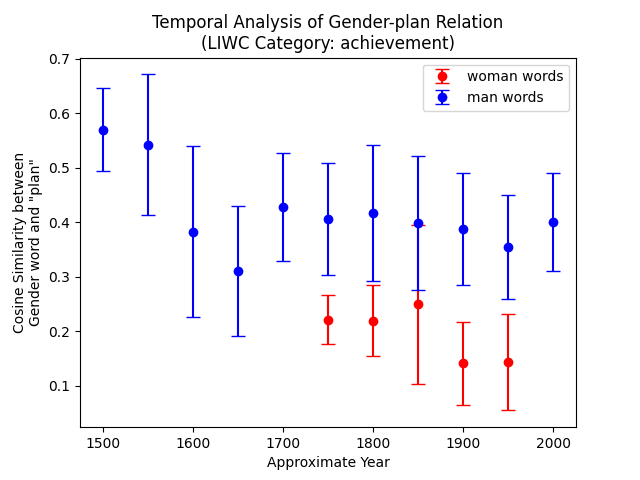 Temporal Analysis of Gender-plan Relation
(LIWC Category: achievement)
woman words
man words
Cosine Similarity between
Gender word and "plan"
0.7
0.6
0.5
0.4
0.3
0.2
0.1
1500 1600 1700 1800 1900 2000
Approximate Year